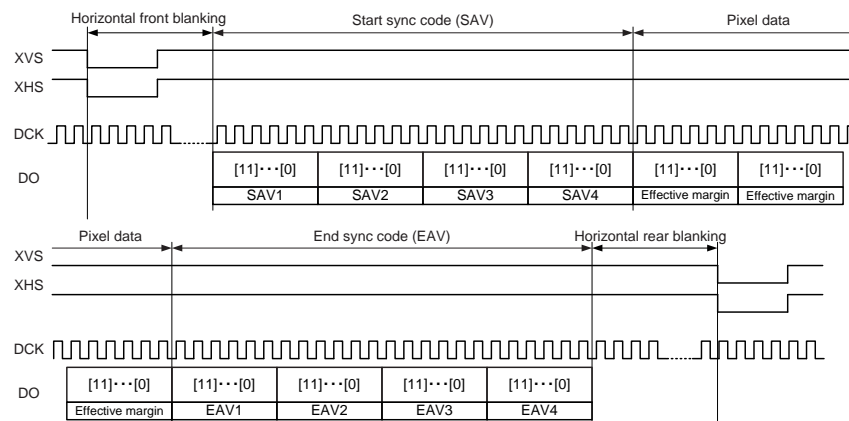 Horizontal front blanking Start sync code (SAV) Pixel data
XVS
XHS
DCK
DO [11]···[0] [11]···[0] [11]···[0] [11]···[0] [11]···[0] [11]···[0]
SAV1 SAV2 SAV3 SAV4 Effective margin Effective margin
Pixel data End sync code (EAV) Horizontal rear blanking
XVS
XHS
DCK
DO [11]···[0] [11]···[0] [11]···[0] [11]···[0] [11]···[0]
Effective margin EAV1 EAV2 EAV3 EAV4